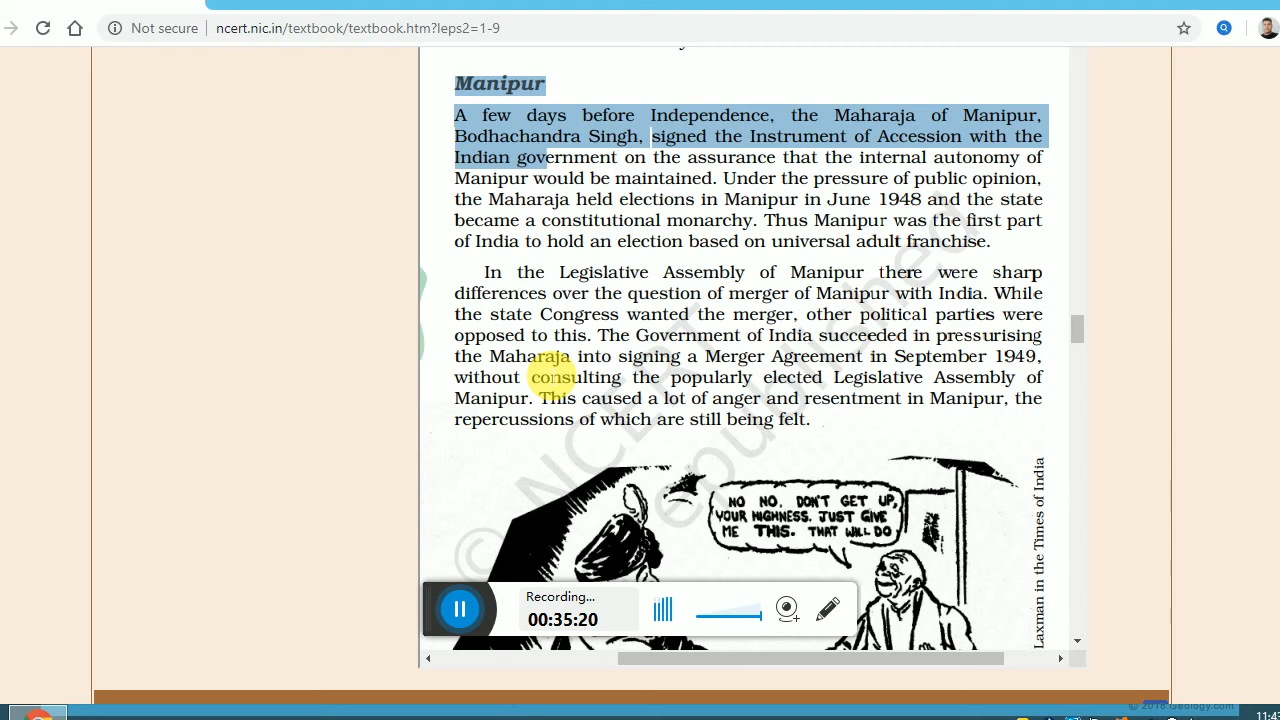 Not secure
ncert.nic.in/textbook/textbook.htm?leps2=1-9
Manipur
A few days before Independence, the Maharaja of Manipur,
Bodhachandra Singh, signed the Instrument of Accession with the
Indian government on the assurance that the internal autonomy of
Manipur would be maintained. Under the pressure of public opinion,
the Maharaja held elections in Manipur in June 1948 and the state
became a constitutional monarchy. Thus Manipur was the first part
of India to hold an election based on universal adult franchise.
In the Legislative Assembly of Manipur there were sharp
differences over the question of merger of Manipur with India. While
the state Congress wanted the merger, other political parties were
opposed to this. The Government of India succeeded in pressurising
the Maharaja into signing a Merger Agreement in September 1949,
without consulting the popularly elected Legislative Assembly of
Manipur. This caused a lot of anger and resentment in Manipur, the
repercussions of which are still being felt.
© NCERT
republished
NO NO. DON'T GET UP,
YOUR HIGHNESS. JUST GIVE
ME THIS. THAT WILL DO
Laxman in the Times of India
Recording...
00:35:20
© 2018 Geology.com